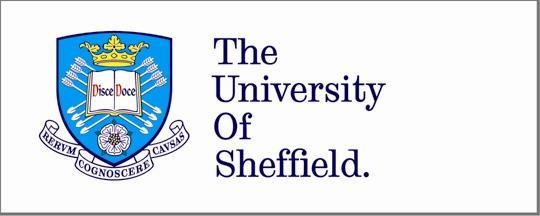 Disce Doce
RERVM COGNOSCERE CAVSAS
The
University
Of
Sheffield.